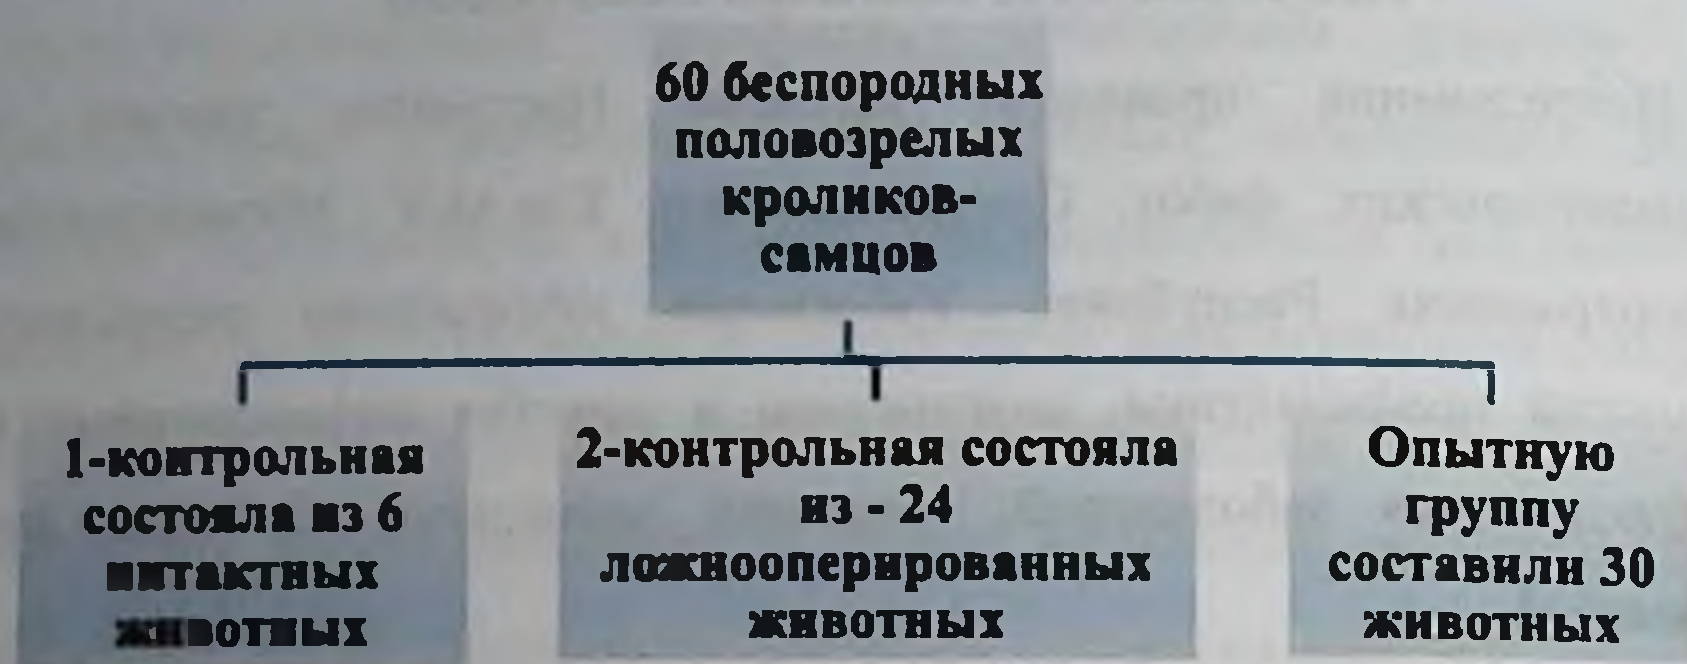 60 беспородных
половозрелых
кроликов-
самцов
1-контрольная
состояла из 6
интактных
животных
2-контрольная состояла
из - 24
ложнооперированных
животных
Опытную
группу
составили 30
животных